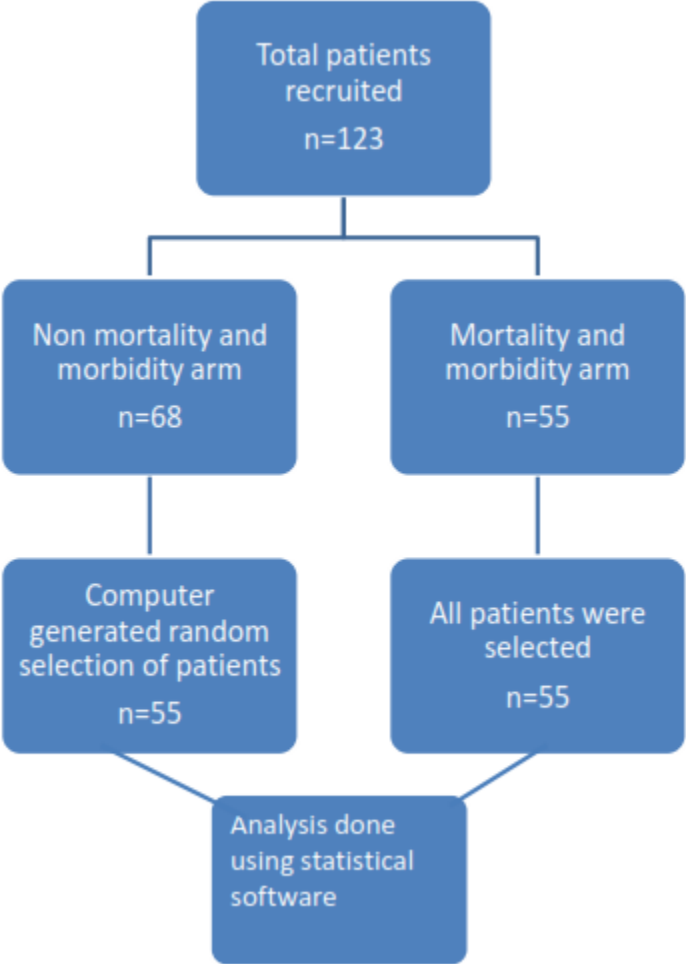 Total patients
recruited
n=123
Non mortality and
morbidity arm
n=68
Mortality and
morbidity arm
n=55
Computer
generated random
selection of patients
n=55
All patients were
selected
n=55
Analysis done
using statistical
software